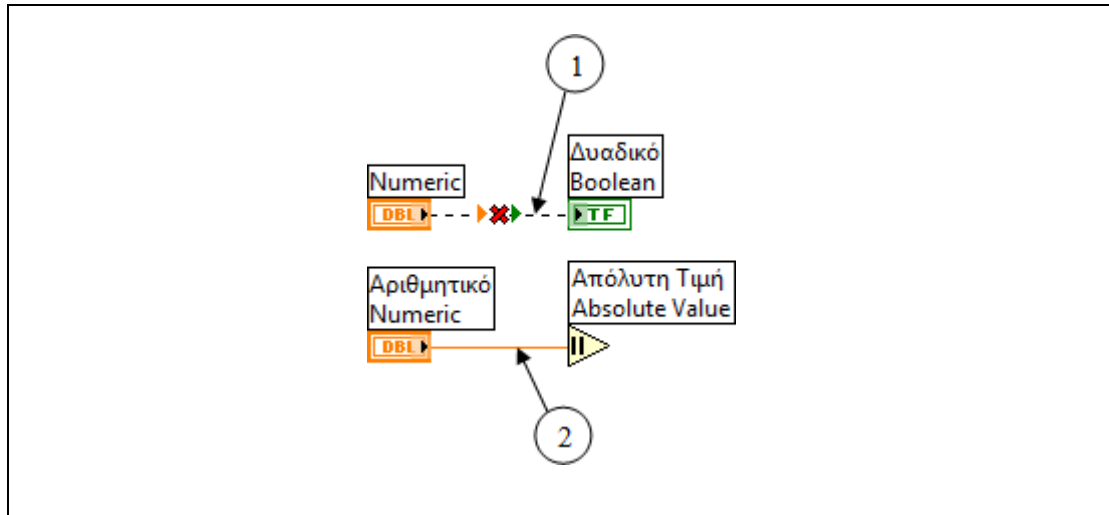 1
Δυαδικό
Boolean
Numeric
DBL
TF
Αριθμητικό
Numeric
Απόλυτη Τιμή
Absolute Value
DBL
2